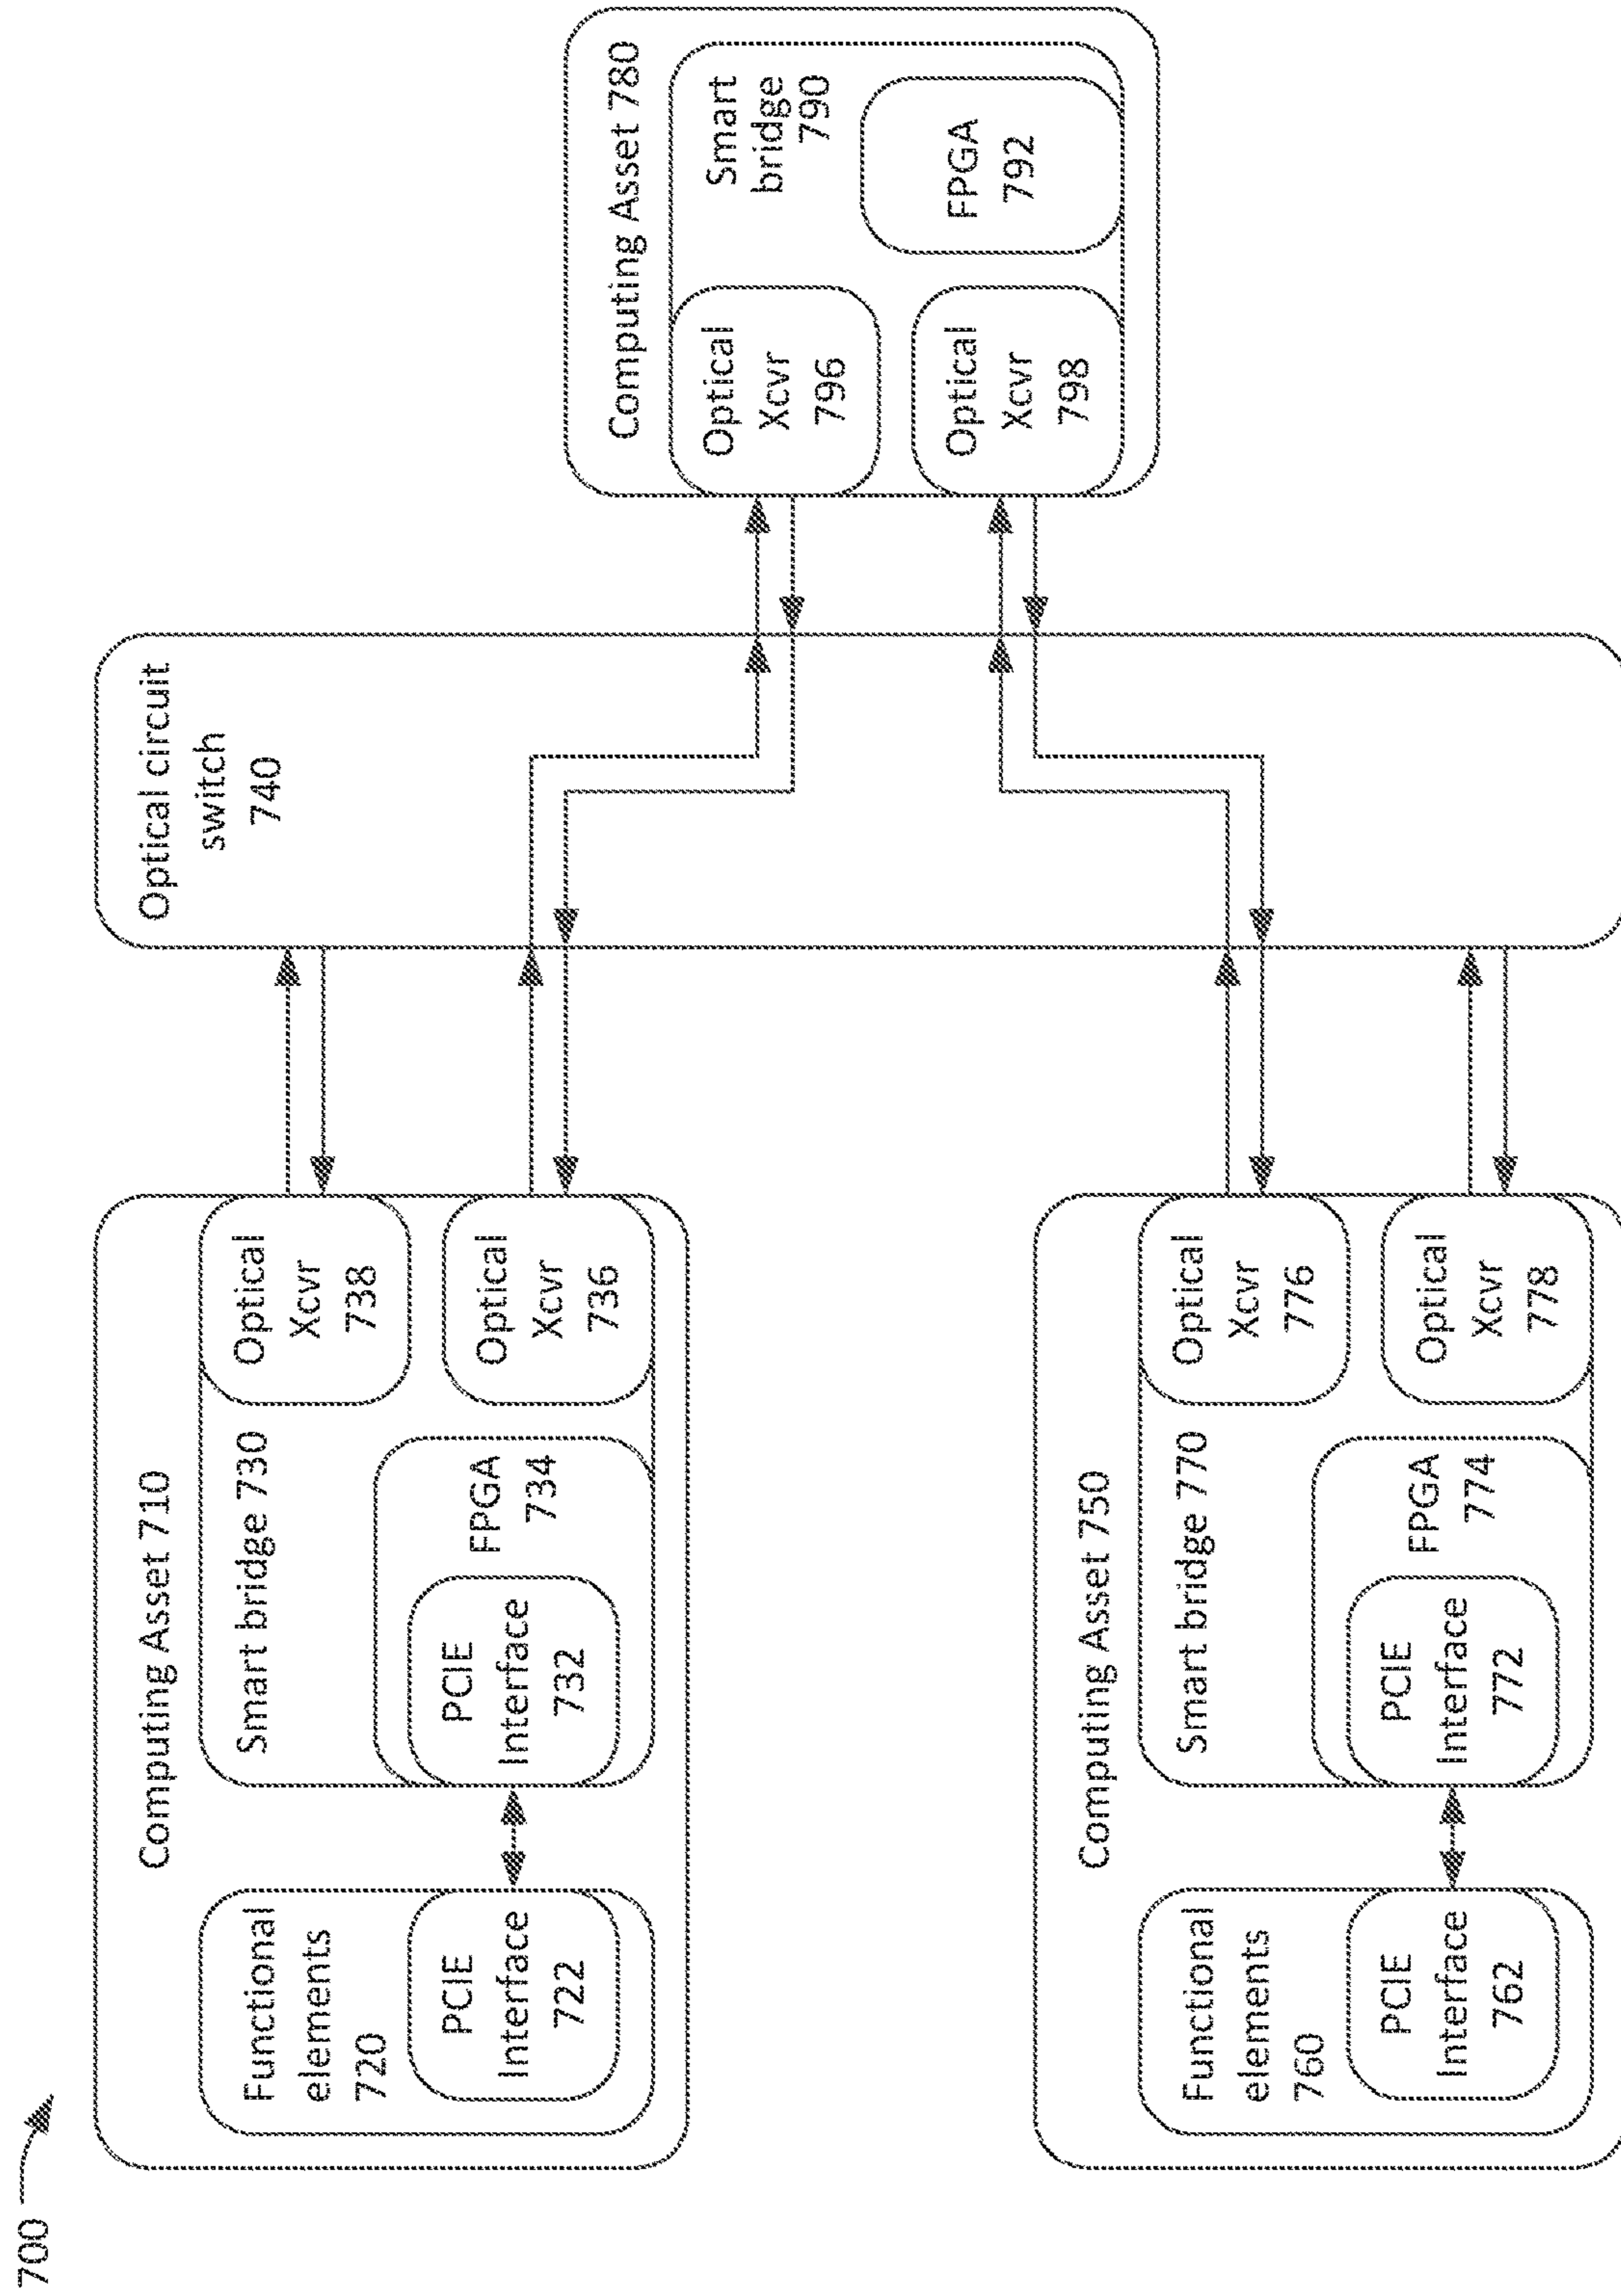 700
Computing Asset 710
Functional
elements
720
PCIE
Interface
722
Smart bridge 730
PCIE
Interface
732
FPGA
734
Optical
Xcvr
738
Optical
Xcvr
736
Optical circuit
switch
740
Computing Asset 780
Optical
Xcvr
796
Optical
Xcvr
798
Smart
bridge
790
FPGA
792
Computing Asset 750
Functional
elements
760
PCIE
Interface
762
Smart bridge 770
PCIE
Interface
772
FPGA
774
Optical
Xcvr
776
Optical
Xcvr
778